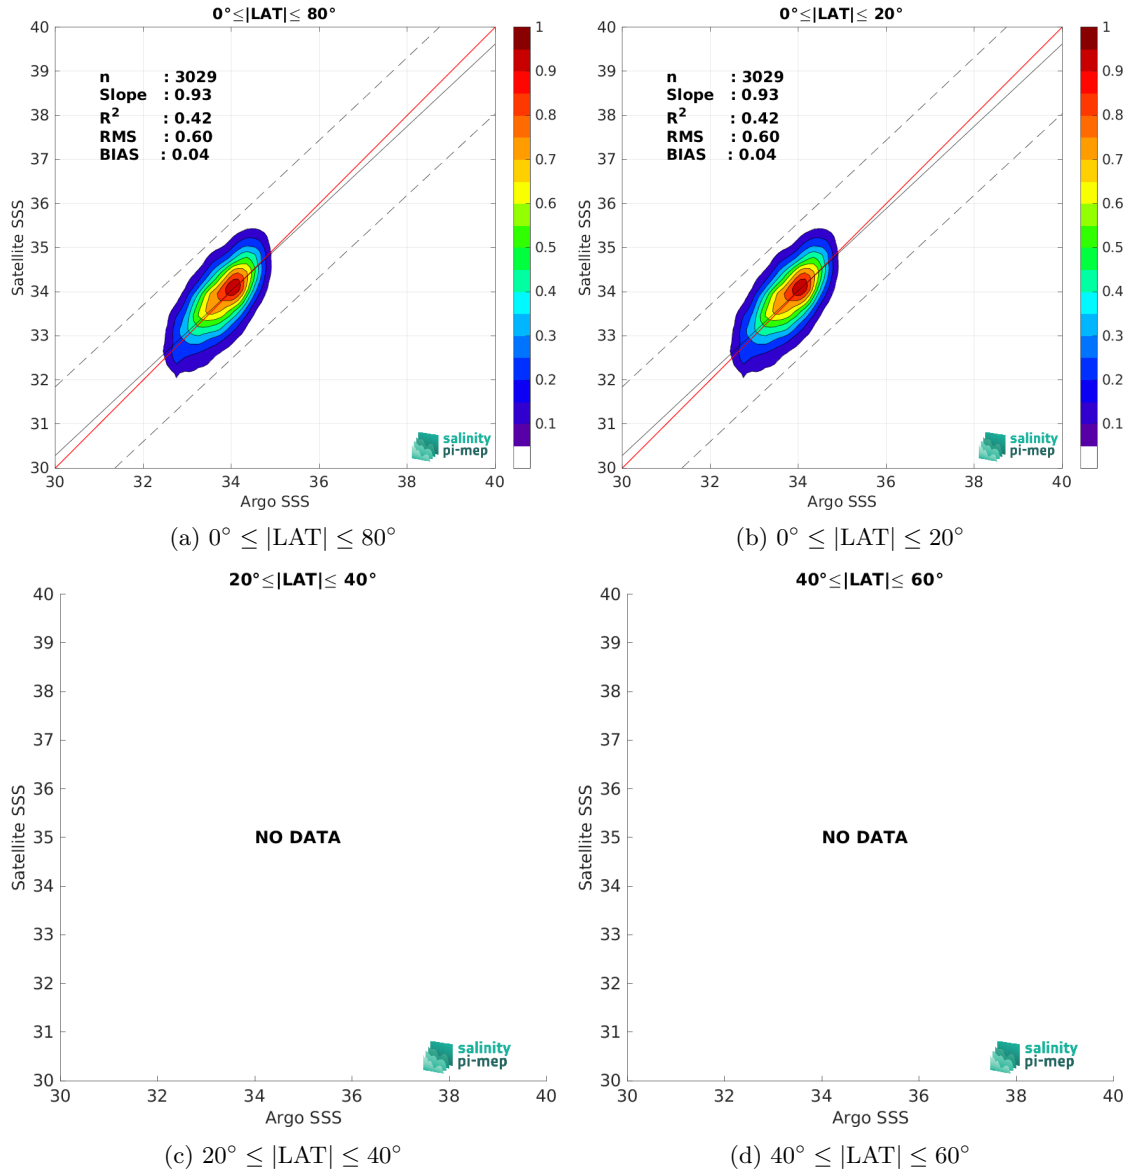 0°≤|LAT|≤ 80°
n : 3029
Slope : 0.93
R² : 0.42
RMS : 0.60
BIAS : 0.04
40
39
38
37
36
35
34
33
32
31
30
30 32 34 36 38 40
Satellite SSS
Argo SSS
1
0.9
0.8
0.7
0.6
0.5
0.4
0.3
0.2
0.1
salinity
pi-mep
(a) 0° ≤ |LAT| ≤ 80°
0°≤|LAT|≤ 20°
n : 3029
Slope : 0.93
R² : 0.42
RMS : 0.60
BIAS : 0.04
40
39
38
37
36
35
34
33
32
31
30
30 32 34 36 38 40
Satellite SSS
Argo SSS
1
0.9
0.8
0.7
0.6
0.5
0.4
0.3
0.2
0.1
salinity
pi-mep
(b) 0° ≤ |LAT| ≤ 20°
20°≤|LAT|≤ 40°
40
39
38
37
36
35
34
33
32
31
30
30 32 34 36 38 40
Satellite SSS
Argo SSS
NO DATA
salinity
pi-mep
(c) 20° ≤ |LAT| ≤ 40°
40°≤|LAT|≤ 60°
40
39
38
37
36
35
34
33
32
31
30
30 32 34 36 38 40
Satellite SSS
Argo SSS
NO DATA
salinity
pi-mep
(d) 40° ≤ |LAT| ≤ 60°